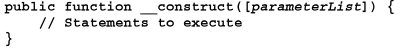 public function __construct([parameterList]) {
    // Statements to execute
}